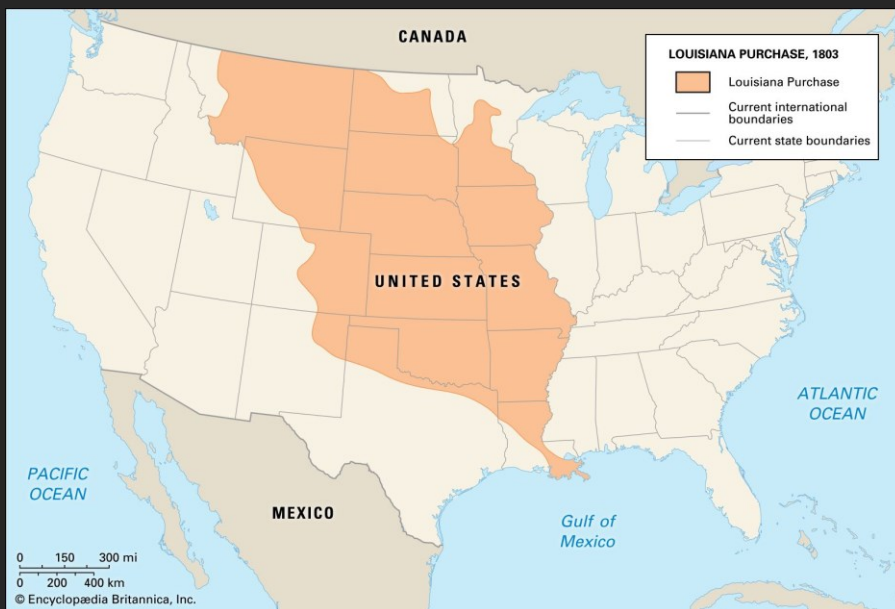 CANADA
LOUISIANA PURCHASE, 1803
Louisiana Purchase
Current international
boundaries
Current state boundaries
UNITED STATES
ATLANTIC
OCEAN
PACIFIC
OCEAN
MEXICO
Gulf of
Mexico
0 150 300 mi
0 200 400 km
© Encyclopædia Britannica, Inc.